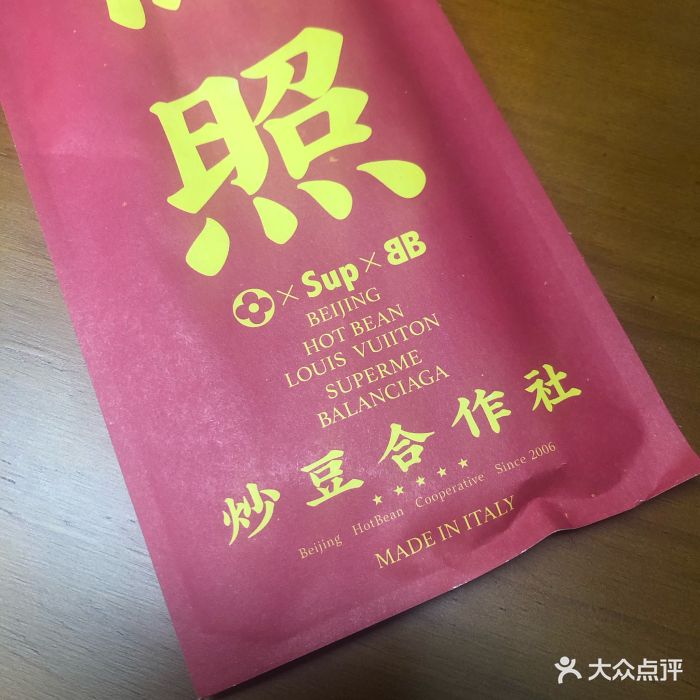 照
× Sup × BB
BEIJING
HOT BEAN
LOUIS VUIITON
SUPERME
BALANCIAGA
炒豆合作社
Beijing HotBean Cooperative Since 2006
MADE IN ITALY
大众点评